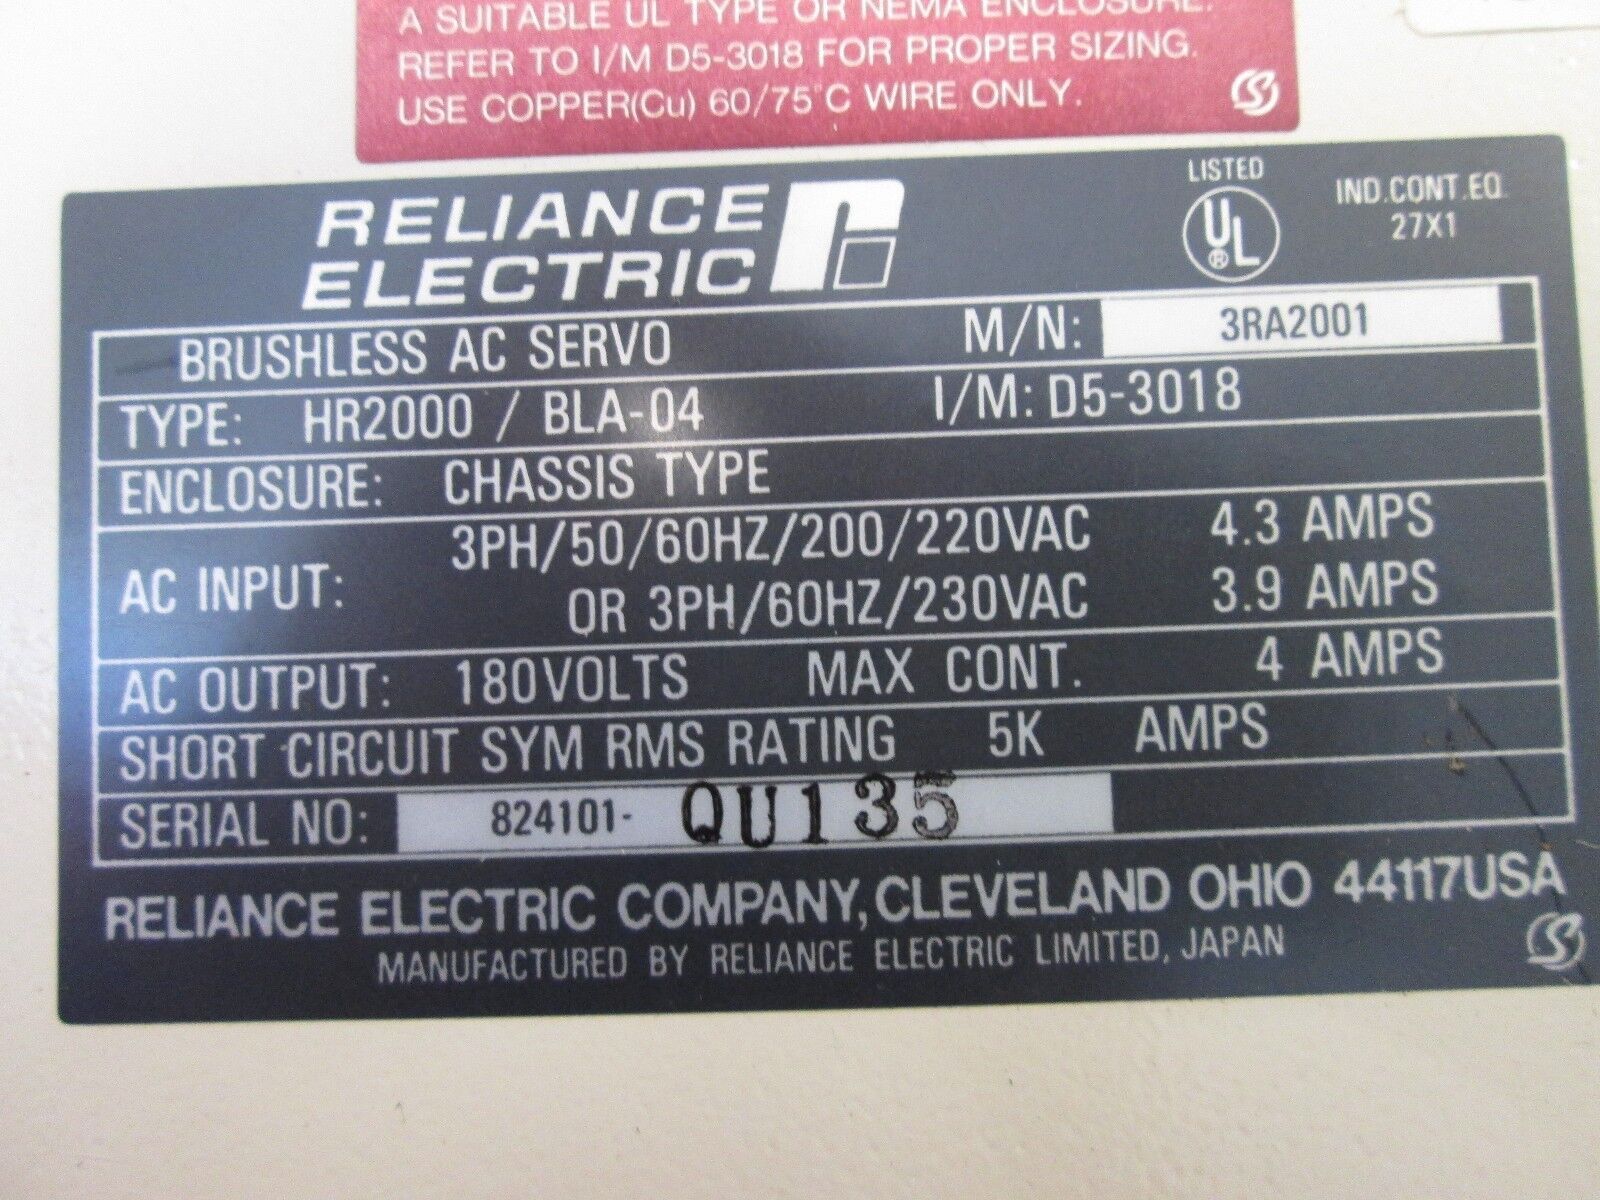 A SUITABLE UL TYPE OR NEMA ENCLOSURE.
REFER TO I/M D5-3018 FOR PROPER SIZING.
USE COPPER(Cu) 60/75°C WIRE ONLY.
RELIANCE
ELECTRIC
LISTED
UL
®
IND.CONT.EQ.
27X1
BRUSHLESS AC SERVO M/N: 3RA2001
TYPE: HR2000 / BLA-04 I/M: D5-3018
ENCLOSURE: CHASSIS TYPE
AC INPUT: 3PH/50/60HZ/200/220VAC 4.3 AMPS
OR 3PH/60HZ/230VAC 3.9 AMPS
AC OUTPUT: 180VOLTS MAX CONT. 4 AMPS
SHORT CIRCUIT SYM RMS RATING 5K AMPS
SERIAL NO: 824101- QU135
RELIANCE ELECTRIC COMPANY, CLEVELAND OHIO 44117USA
MANUFACTURED BY RELIANCE ELECTRIC LIMITED, JAPAN